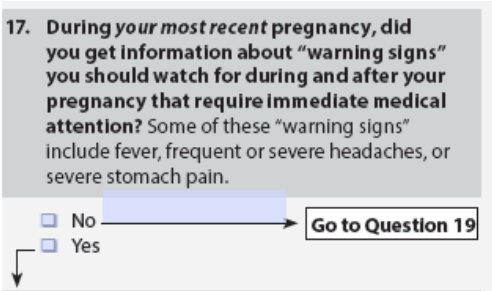 17. During your most recent pregnancy, did
you get information about “warning signs”
you should watch for during and after your
pregnancy that require immediate medical
attention? Some of these “warning signs”
include fever, frequent or severe headaches, or
severe stomach pain.
No Go to Question 19
Yes